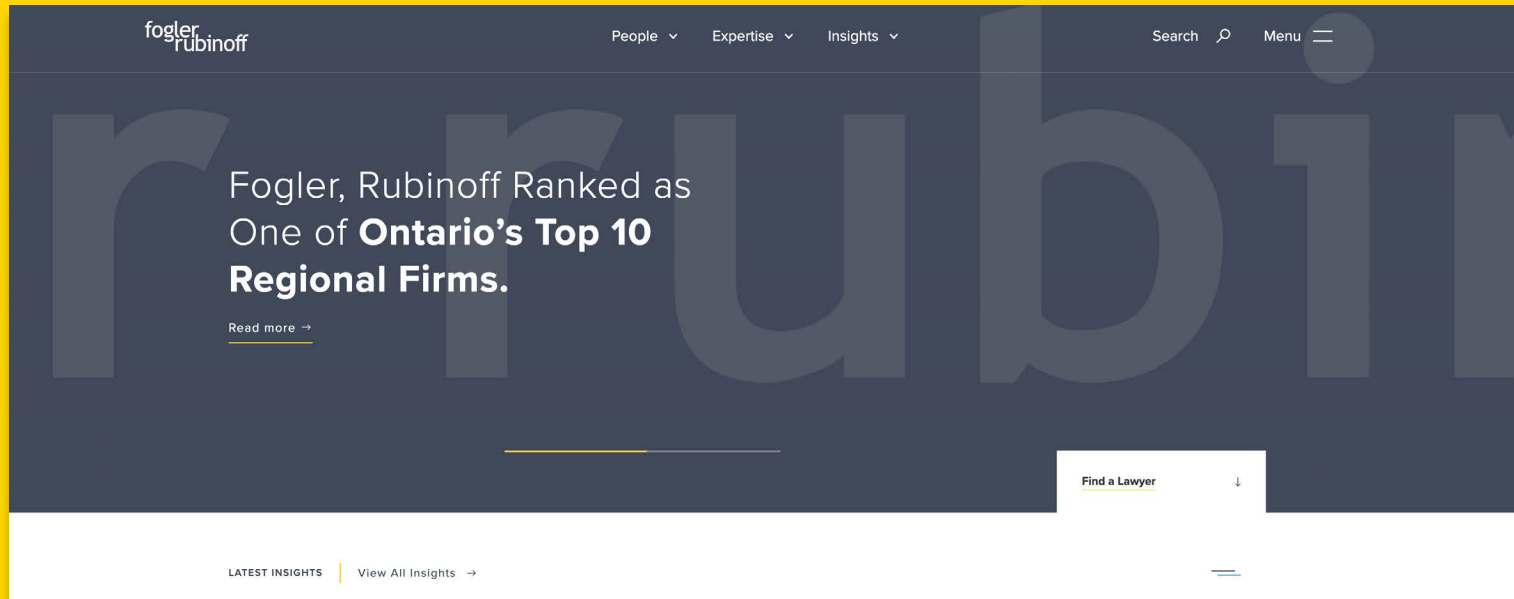 fogler
rubinoff
People
Expertise
Insights
Search
Menu
r rubi
Fogler, Rubinoff Ranked as
One of Ontario's Top 10
Regional Firms.
Read more →
Find a Lawyer ↓
LATEST INSIGHTS
View All Insights →